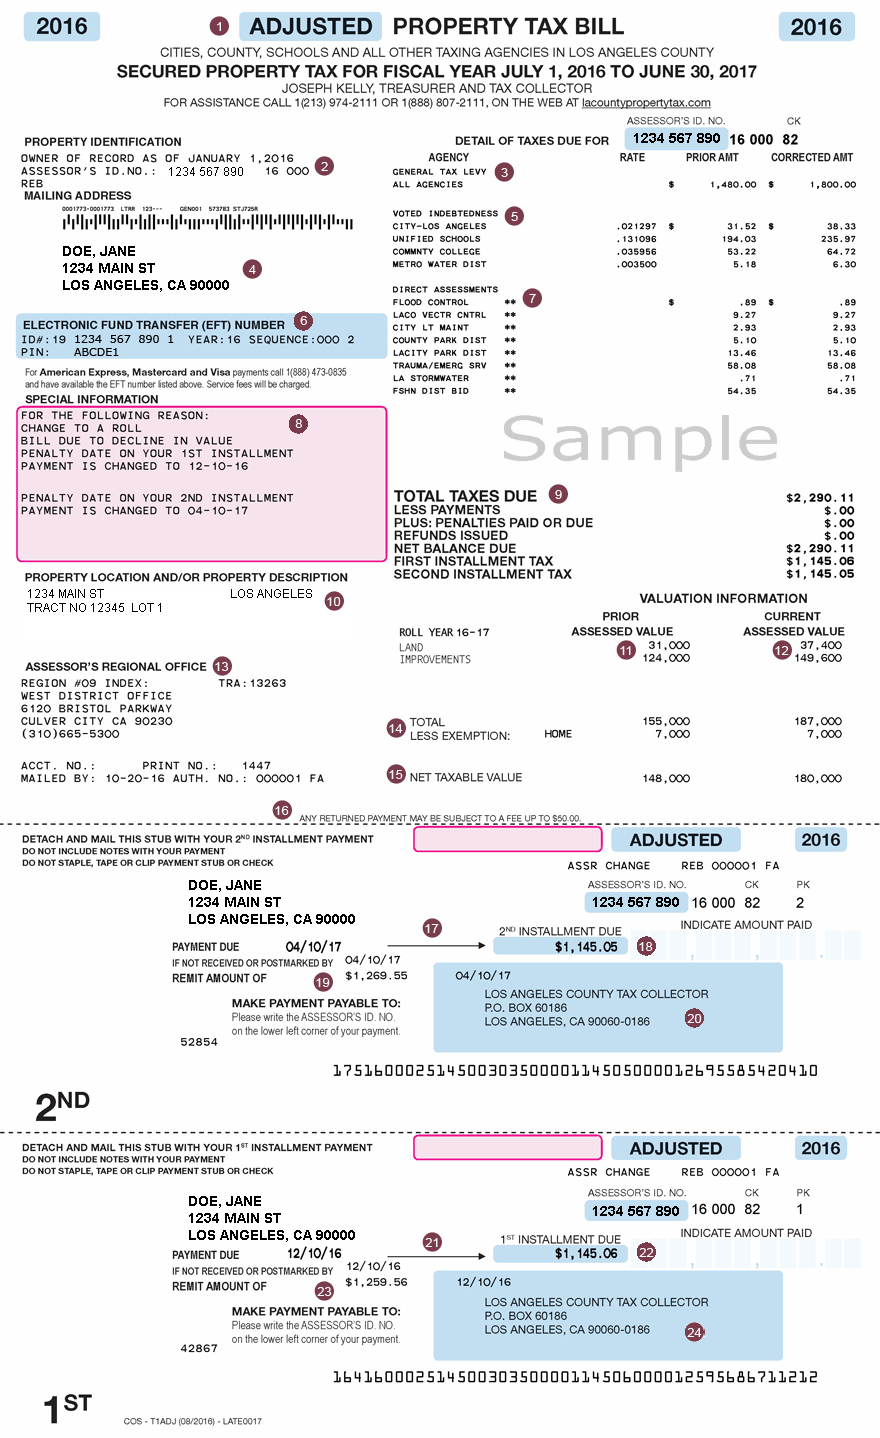 2016 1 ADJUSTED PROPERTY TAX BILL 2016
CITIES, COUNTY, SCHOOLS AND ALL OTHER TAXING AGENCIES IN LOS ANGELES COUNTY
SECURED PROPERTY TAX FOR FISCAL YEAR JULY 1, 2016 TO JUNE 30, 2017
JOSEPH KELLY, TREASURER AND TAX COLLECTOR
FOR ASSISTANCE CALL 1(213) 974-2111 OR 1(888) 807-2111, ON THE WEB AT lacountypropertytax.com
ASSESSOR'S ID. NO. CK
DETAIL OF TAXES DUE FOR 1234 567 890 16 000 82
PROPERTY IDENTIFICATION
OWNER OF RECORD AS OF JANUARY 1,2016
ASSESSOR'S ID.NO.: 1234 567 890 16 000 2
REB
MAILING ADDRESS
0001773-0001773 LTRR 123--- GEN001 573783 STJ725R
DOE, JANE
1234 MAIN ST 4
LOS ANGELES, CA 90000
ELECTRONIC FUND TRANSFER (EFT) NUMBER 6
ID#:19 1234 567 890 1 YEAR:16 SEQUENCE:000 2
PIN: ABCDE1
For American Express, Mastercard and Visa payments call 1(888) 473-0835
and have available the EFT number listed above. Service fees will be charged.
SPECIAL INFORMATION
FOR THE FOLLOWING REASON: 8
CHANGE TO A ROLL
BILL DUE TO DECLINE IN VALUE
PENALTY DATE ON YOUR 1ST INSTALLMENT
PAYMENT IS CHANGED TO 12-10-16
PENALTY DATE ON YOUR 2ND INSTALLMENT
PAYMENT IS CHANGED TO 04-10-17
PROPERTY LOCATION AND/OR PROPERTY DESCRIPTION
1234 MAIN ST LOS ANGELES 10
TRACT NO 12345 LOT 1
ASSESSOR'S REGIONAL OFFICE 13
REGION #09 INDEX: TRA:13263
WEST DISTRICT OFFICE
6120 BRISTOL PARKWAY
CULVER CITY CA 90230
(310)665-5300
ACCT. NO.: PRINT NO.: 1447
MAILED BY: 10-20-16 AUTH. NO.: 000001 FA
AGENCY RATE PRIOR AMT CORRECTED AMT
GENERAL TAX LEVY 3
ALL AGENCIES $ 1,480.00 $ 1,800.00
VOTED INDEBTEDNESS 5
CITY-LOS ANGELES .021297 $ 31.52 $ 38.33
UNIFIED SCHOOLS .131096 194.03 235.97
COMMNTY COLLEGE .035956 53.22 64.72
METRO WATER DIST .003500 5.18 6.30
DIRECT ASSESSMENTS 7
FLOOD CONTROL ** $ .89 $ .89
LACO VECTR CNTRL ** 9.27 9.27
CITY LT MAINT ** 2.93 2.93
COUNTY PARK DIST ** 5.10 5.10
LACITY PARK DIST ** 13.46 13.46
TRAUMA/EMERG SRV ** 58.08 58.08
LA STORMWATER ** .71 .71
FSHN DIST BID ** 54.35 54.35
Sample
TOTAL TAXES DUE 9 $2,290.11
LESS PAYMENTS $.00
PLUS: PENALTIES PAID OR DUE $.00
REFUNDS ISSUED $.00
NET BALANCE DUE $2,290.11
FIRST INSTALLMENT TAX $1,145.06
SECOND INSTALLMENT TAX $1,145.05
VALUATION INFORMATION
PRIOR CURRENT
ROLL YEAR 16-17 ASSESSED VALUE ASSESSED VALUE
LAND 11 31,000 12 37,400
IMPROVEMENTS 124,000 149,600
14 TOTAL 155,000 187,000
LESS EXEMPTION: HOME 7,000 7,000
15 NET TAXABLE VALUE 148,000 180,000
16 ANY RETURNED PAYMENT MAY BE SUBJECT TO A FEE UP TO $50.00.
DETACH AND MAIL THIS STUB WITH YOUR 2ND INSTALLMENT PAYMENT ADJUSTED 2016
DO NOT INCLUDE NOTES WITH YOUR PAYMENT
DO NOT STAPLE, TAPE OR CLIP PAYMENT STUB OR CHECK
ASSR CHANGE REB 000001 FA
DOE, JANE
1234 MAIN ST
LOS ANGELES, CA 90000
ASSESSOR'S ID. NO. CK PK
1234 567 890 16 000 82 2
17 2ND INSTALLMENT DUE INDICATE AMOUNT PAID
PAYMENT DUE 04/10/17 $1,145.05 18
IF NOT RECEIVED OR POSTMARKED BY 04/10/17
REMIT AMOUNT OF 19 $1,269.55
MAKE PAYMENT PAYABLE TO:
Please write the ASSESSOR'S ID. NO.
on the lower left corner of your payment.
52854
04/10/17
LOS ANGELES COUNTY TAX COLLECTOR
P.O. BOX 60186
LOS ANGELES, CA 90060-0186 20
17516000251450030350000114505000012695585420410
2ND
DETACH AND MAIL THIS STUB WITH YOUR 1ST INSTALLMENT PAYMENT ADJUSTED 2016
DO NOT INCLUDE NOTES WITH YOUR PAYMENT
DO NOT STAPLE, TAPE OR CLIP PAYMENT STUB OR CHECK
ASSR CHANGE REB 000001 FA
DOE, JANE
1234 MAIN ST
LOS ANGELES, CA 90000
ASSESSOR'S ID. NO. CK PK
1234 567 890 16 000 82 1
21 1ST INSTALLMENT DUE INDICATE AMOUNT PAID
PAYMENT DUE 12/10/16 $1,145.06 22
IF NOT RECEIVED OR POSTMARKED BY 12/10/16
REMIT AMOUNT OF 23 $1,259.56
MAKE PAYMENT PAYABLE TO:
Please write the ASSESSOR'S ID. NO.
on the lower left corner of your payment.
42867
12/10/16
LOS ANGELES COUNTY TAX COLLECTOR
P.O. BOX 60186
LOS ANGELES, CA 90060-0186 24
16416000251450030350000114506000012595686711212
1ST
COS - T1ADJ (08/2016) - LATE0017